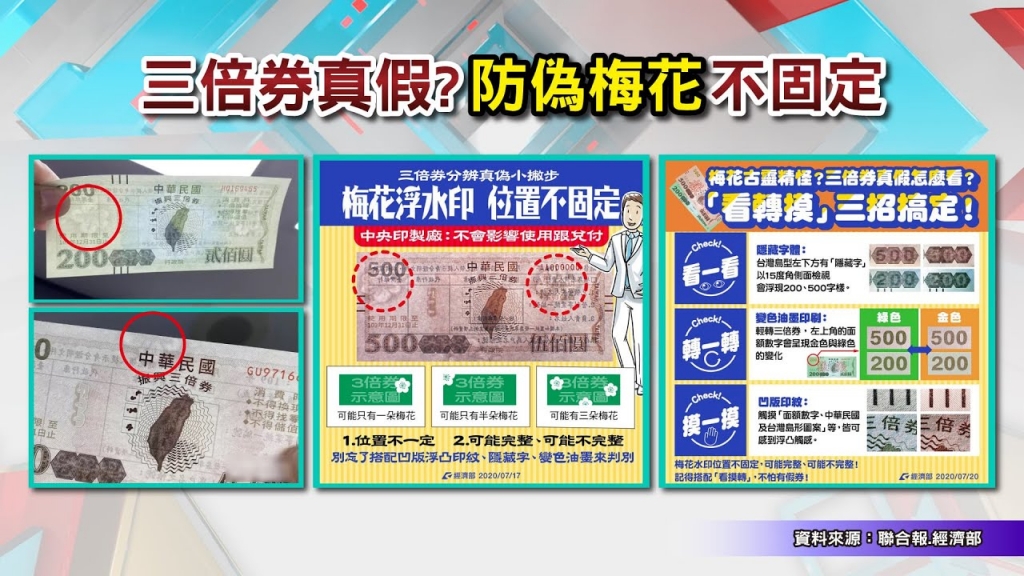 三倍券真假?防偽梅花不固定
200
中華民國
振興三倍券
200
貳佰圓
中華民國
振興三倍券
GU9716
三倍券分辨真偽小撇步
梅花浮水印 位置不固定
中央印製廠:不會影響使用跟兌付
500
中華民國
500
伍佰圓
3倍券
示意圖
可能只有一朵梅花
3倍券
示意圖
可能只有半朵梅花
3倍券
示意圖
可能有三朵梅花
1.位置不一定 2.可能完整、可能不完整
別忘了搭配凹版浮凸印紋、隱藏字、變色油墨來判別
經濟部 2020/07/17
梅花古靈精怪?三倍券真假怎麼看?
「看轉摸」三招搞定!
Check!
看一看
隱藏字體:
台灣島型左下方有「隱藏字」
以15度角側面檢視
會浮現200、500字樣。
500 500
200 200
Check!
轉一轉
變色油墨印刷:
輕轉三倍券,左上角的面
額數字會呈現金色與綠色
的變化
綠色
500
200
金色
500
200
Check!
摸一摸
凹版印紋:
觸摸「面額數字、中華民國
及台灣島形圖案」等,皆可
感到浮凸觸感。
三倍券 三倍券
梅花水印位置不固定,可能完整、可能不完整!
記得搭配「看摸轉」,不怕有假券!
經濟部 2020/07/20
資料來源:聯合報.經濟部